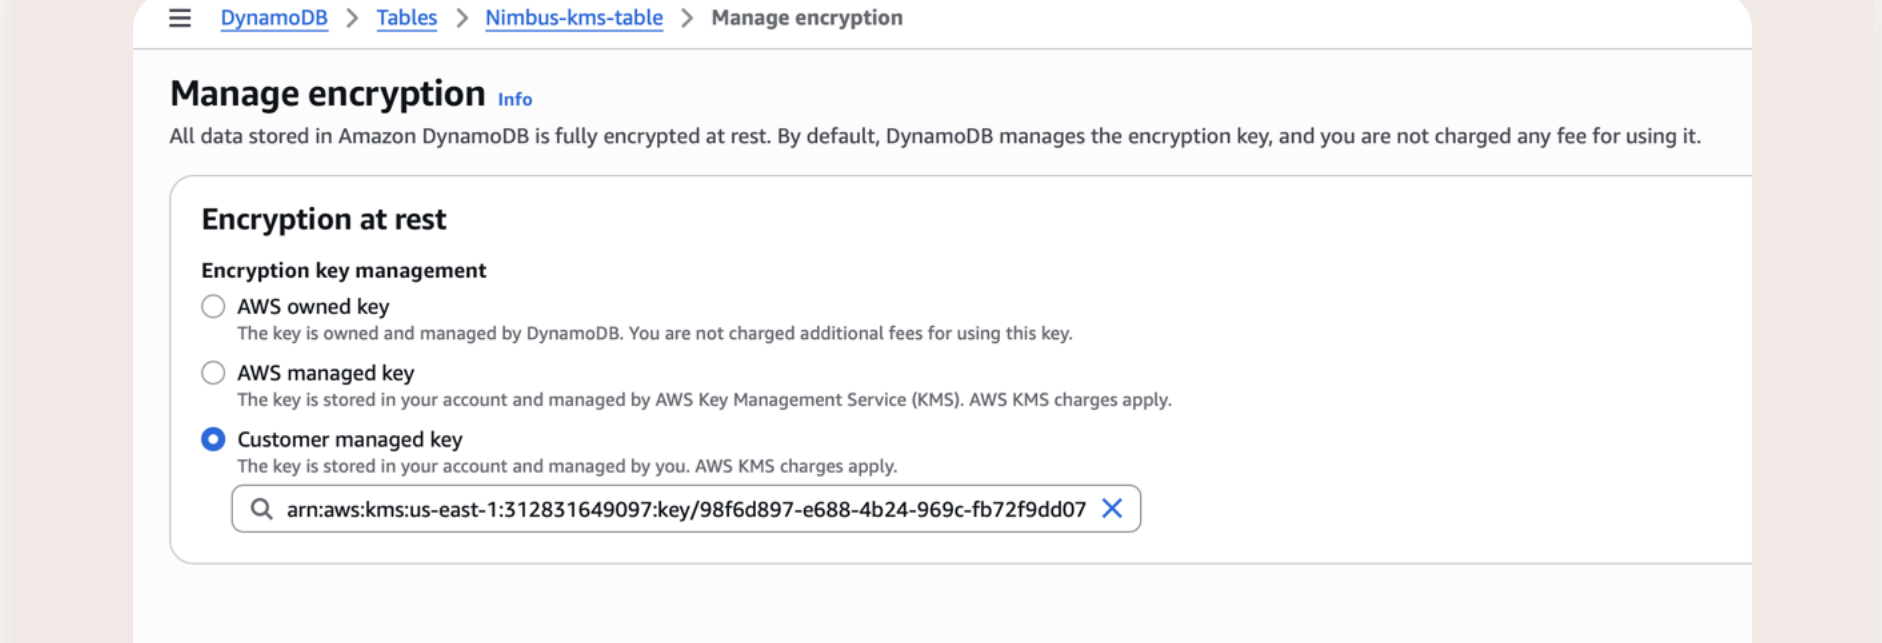 DynamoDB > Tables > Nimbus-kms-table > Manage encryption
Manage encryption Info
All data stored in Amazon DynamoDB is fully encrypted at rest. By default, DynamoDB manages the encryption key, and you are not charged any fee for using it.
Encryption at rest
Encryption key management
AWS owned key
The key is owned and managed by DynamoDB. You are not charged additional fees for using this key.
AWS managed key
The key is stored in your account and managed by AWS Key Management Service (KMS). AWS KMS charges apply.
Customer managed key
The key is stored in your account and managed by you. AWS KMS charges apply.
arn:aws:kms:us-east-1:312831649097:key/98f6d897-e688-4b24-969c-fb72f9dd07